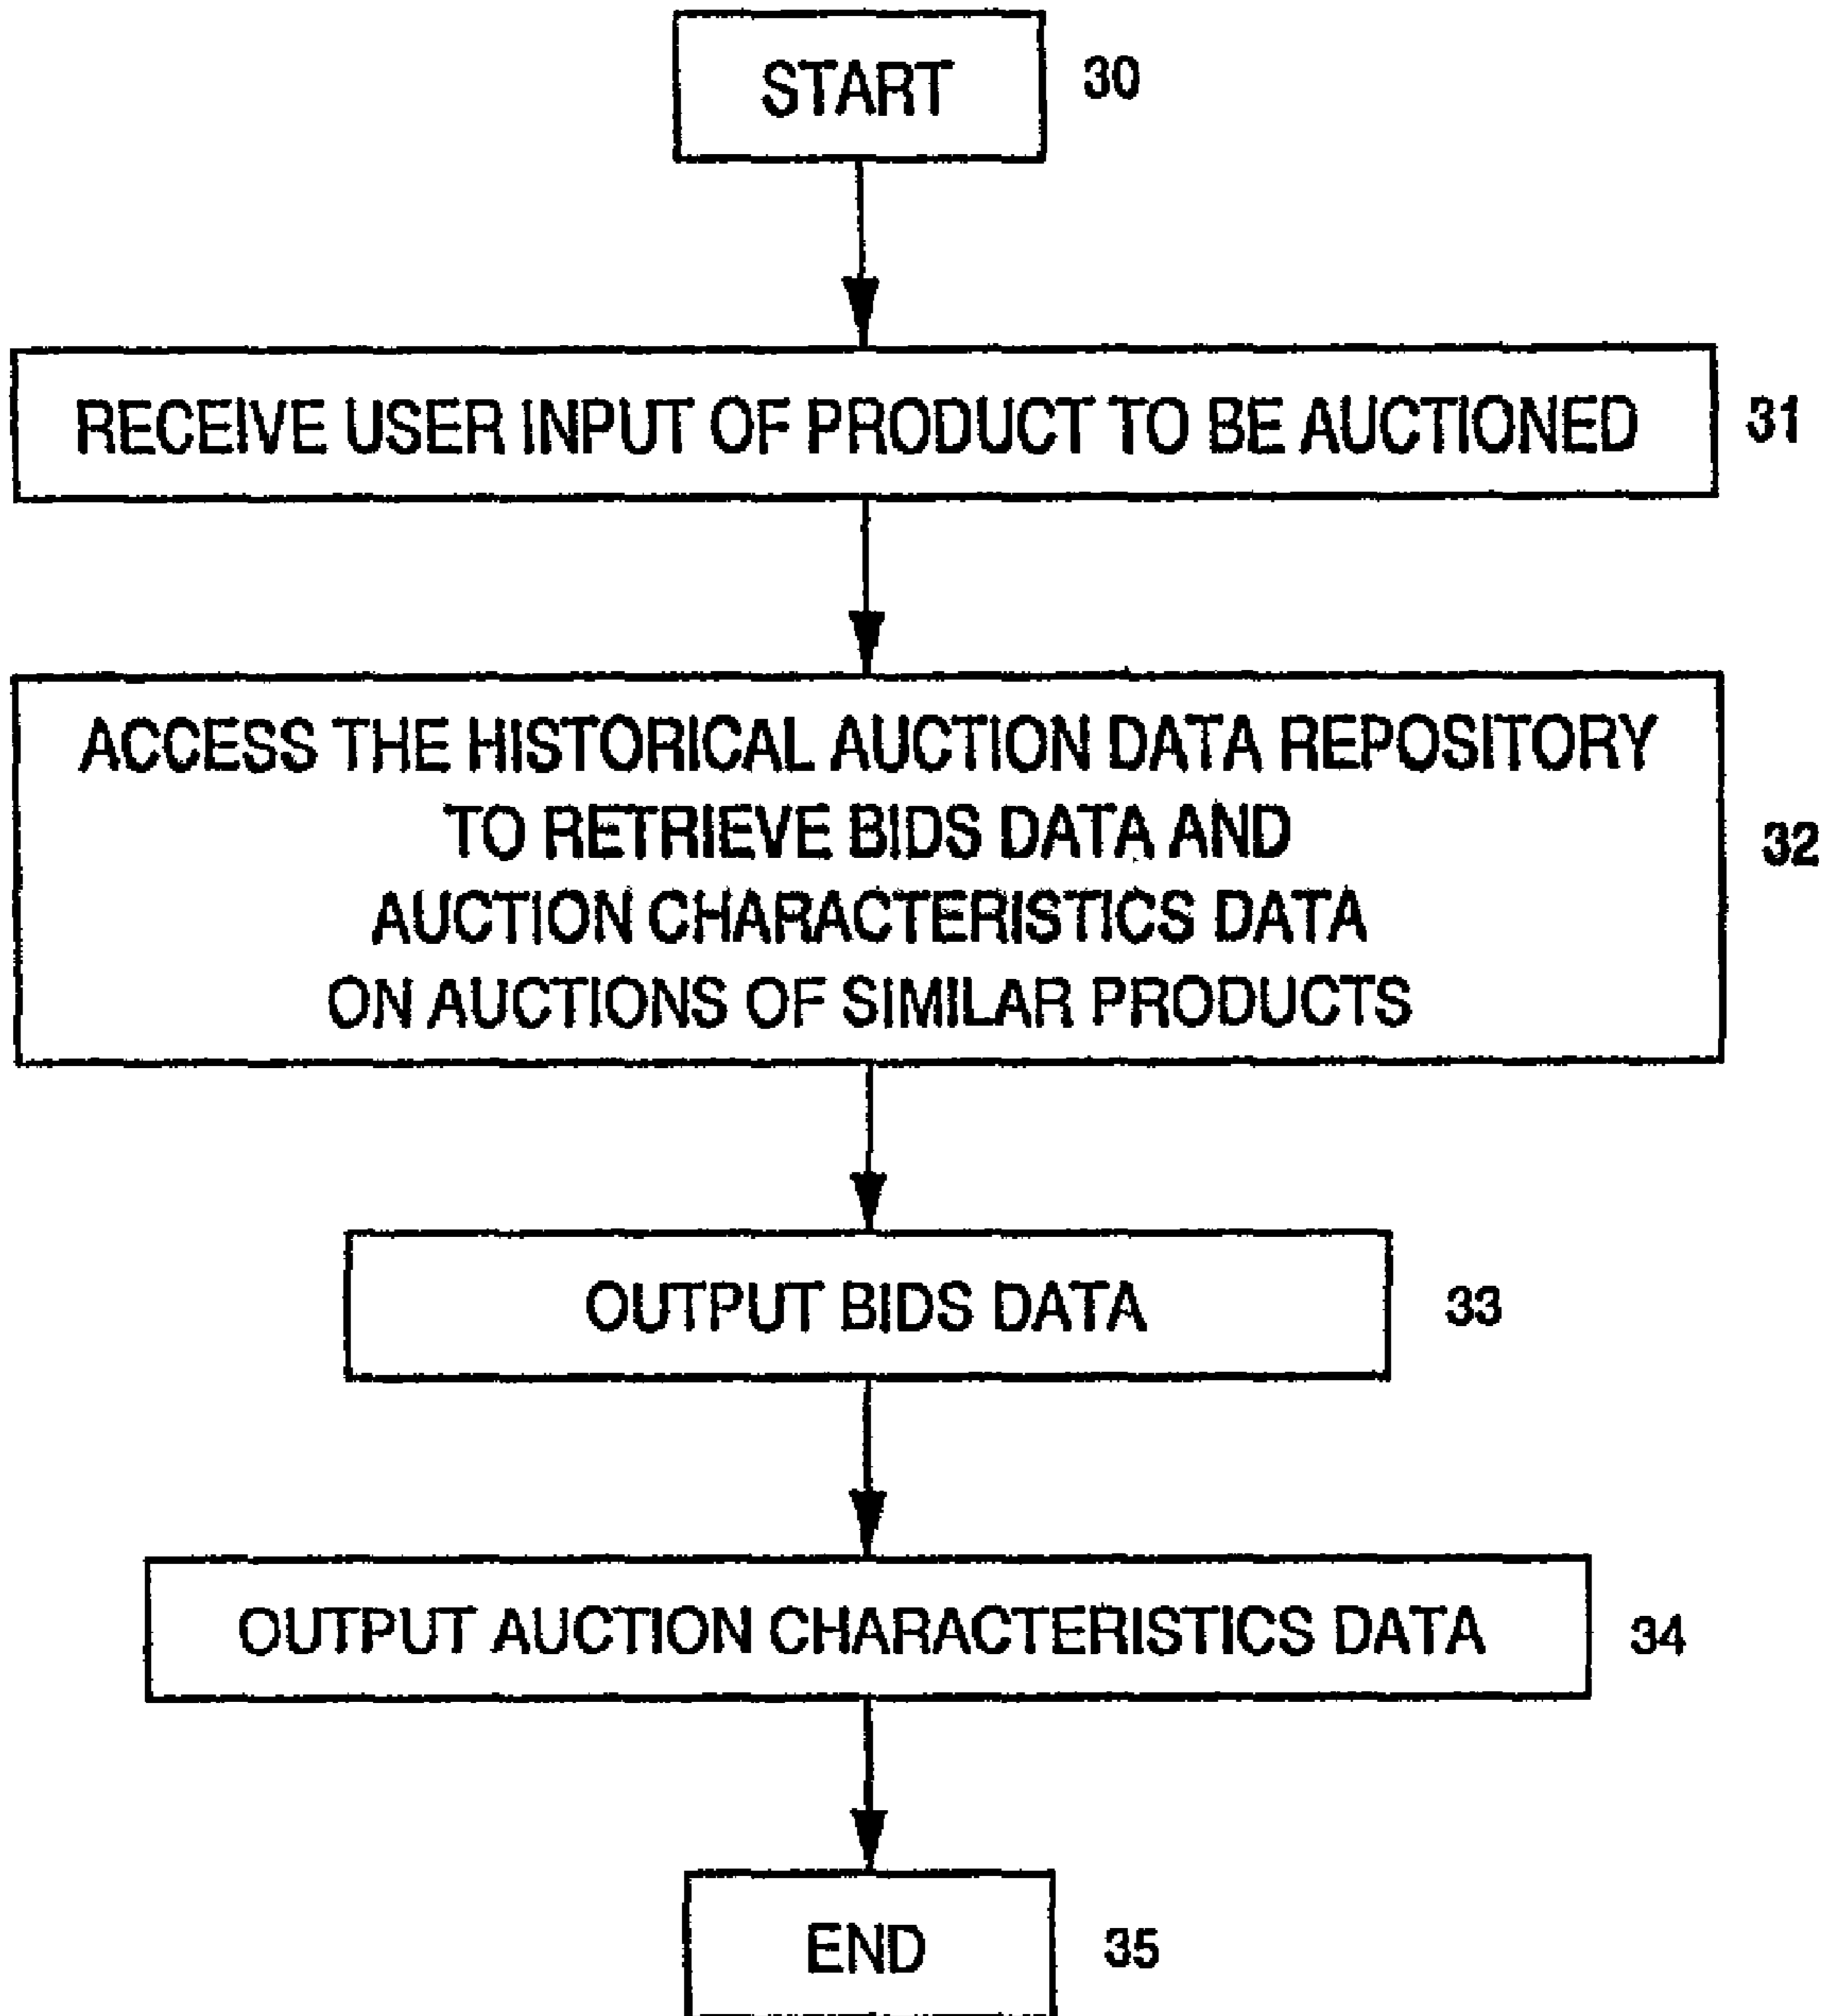 START 30
RECEIVE USER INPUT OF PRODUCT TO BE AUCTIONED 31
ACCESS THE HISTORICAL AUCTION DATA REPOSITORY
TO RETRIEVE BIDS DATA AND
32
AUCTION CHARACTERISTICS DATA
ON AUCTIONS OF SIMILAR PRODUCTS
OUTPUT BIDS DATA 33
OUTPUT AUCTION CHARACTERISTICS DATA 34
END 35